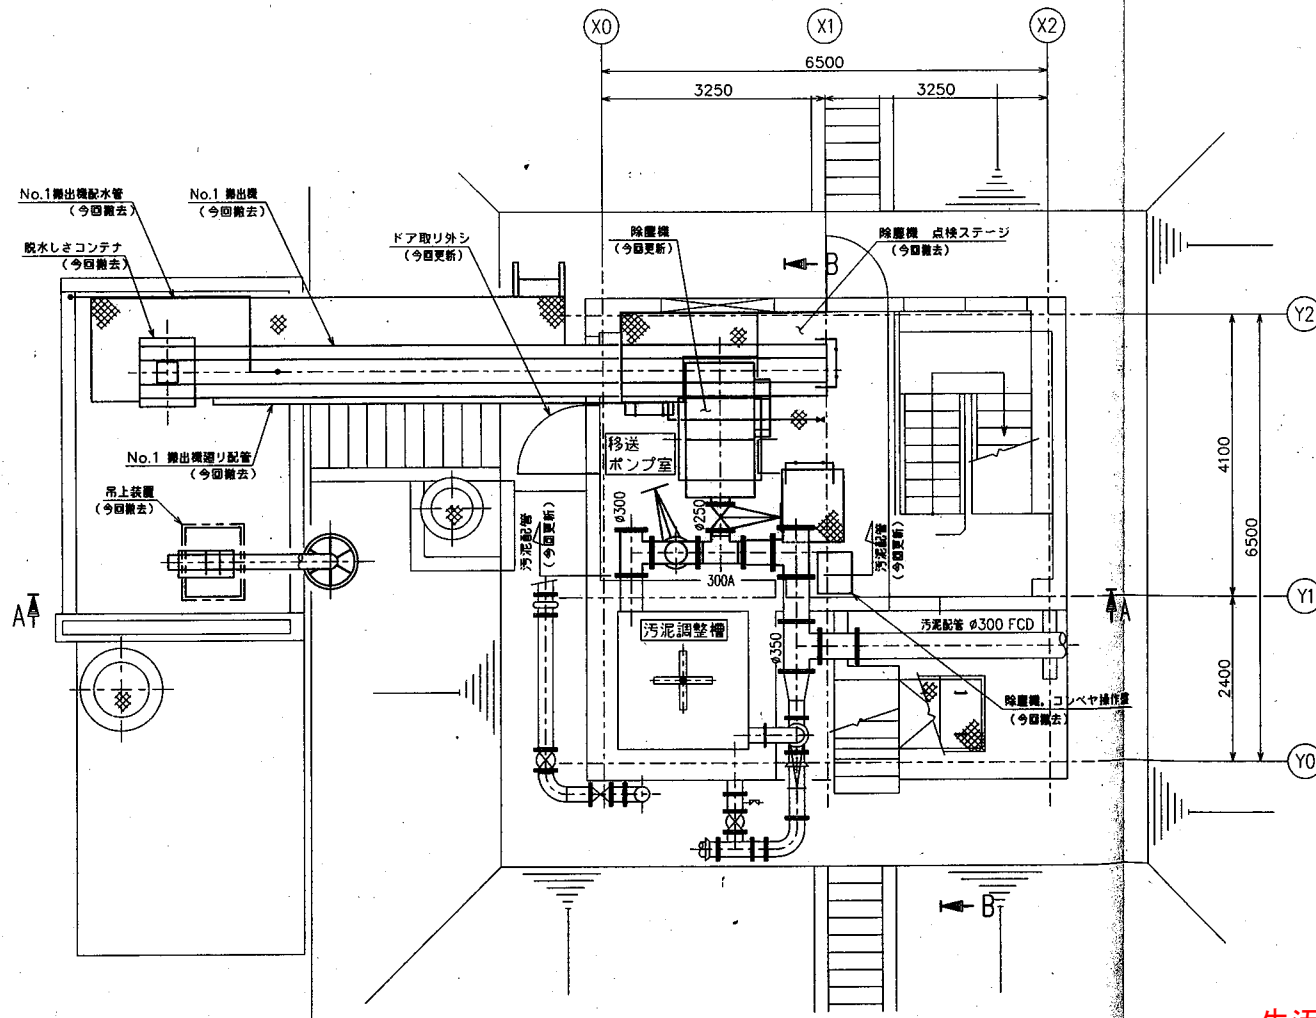 X0
X1
X2
6500
3250
3250
No.1搬出機配水管
(今回撤去)
No.1 搬出機
(今回撤去)
脱水しさコンテナ
(今回撤去)
ドア取り外シ
(今回更新)
除塵機
(今回更新)
除塵機 点検ステージ
(今回撤去)
B
Y2
No.1 搬出機廻り配管
(今回撤去)
吊上装置
(今回撤去)
移送
ポンプ室
汚泥配管
(今回更新)
ø300
ø250
汚泥配管
(今回更新)
300A
4100
6500
A
A
Y1
汚泥調整槽
ø350
汚泥配管 ø300 FCD
2400
除塵機, コンベヤ操作盤
(今回撤去)
Y0
B